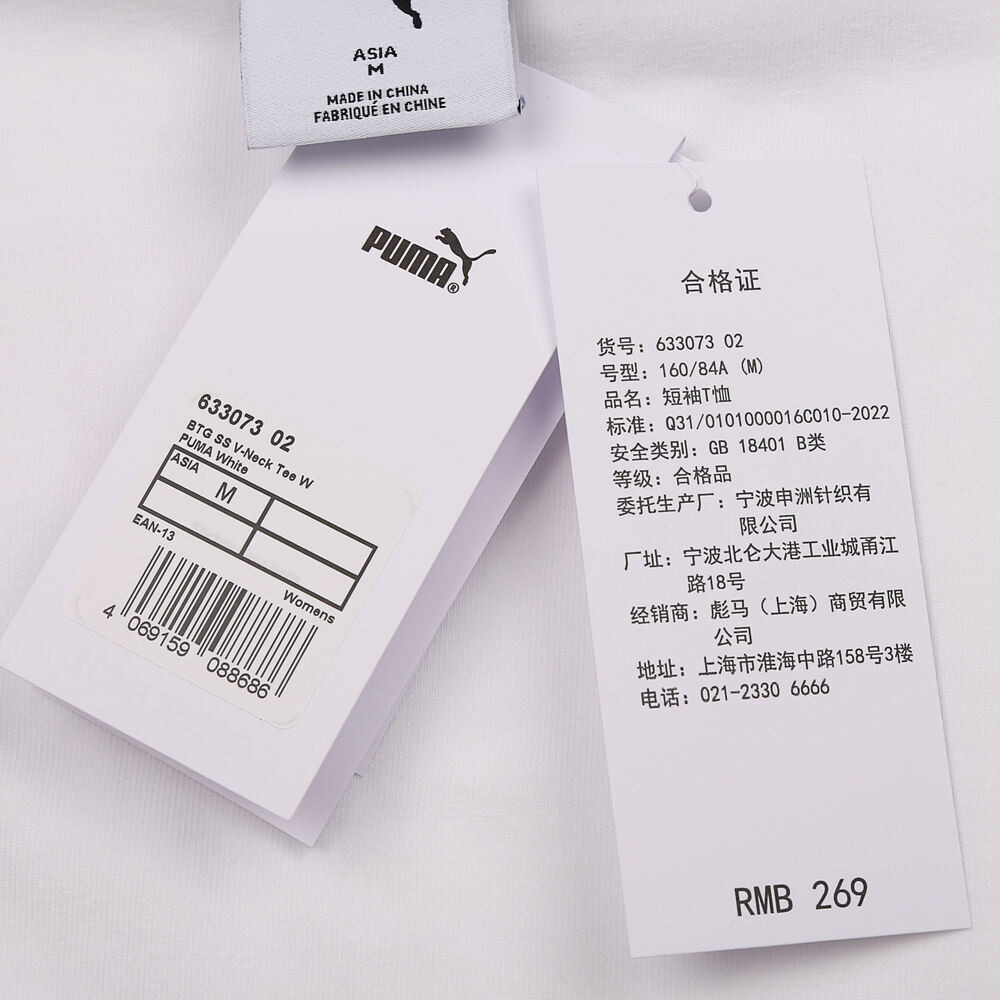 ASIA
M
MADE IN CHINA
FABRIQUÉ EN CHINE
PUMA®
633073 02
BTG SS V-Neck Tee W
PUMA White
ASIA
M
EAN-13
Womens
4 069159 088686
合格证
货号：633073 02
号型：160/84A（M）
品名：短袖T恤
标准：Q31/0101000016C010-2022
安全类别：GB 18401 B类
等级：合格品
委托生产厂：宁波申洲针织有
限公司
厂址：宁波北仑大港工业城甬江
路18号
经销商：彪马（上海）商贸有限
公司
地址：上海市淮海中路158号3楼
电话：021-2330 6666
RMB 269